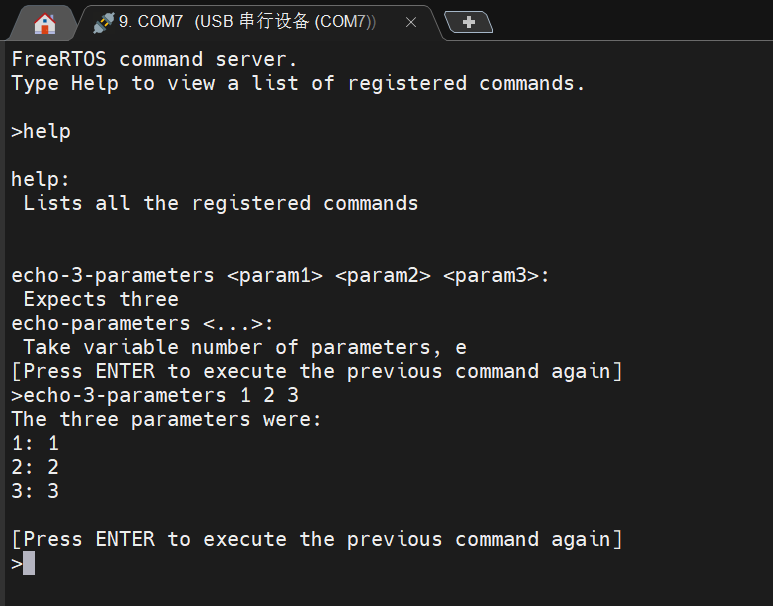 9. COM7 (USB 串行设备 (COM7))
FreeRTOS command server.
Type Help to view a list of registered commands.
>help
help:
Lists all the registered commands
echo-3-parameters <param1> <param2> <param3>:
Expects three
echo-parameters <...>:
Take variable number of parameters, e
[Press ENTER to execute the previous command again]
>echo-3-parameters 1 2 3
The three parameters were:
1: 1
2: 2
3: 3
[Press ENTER to execute the previous command again]
>